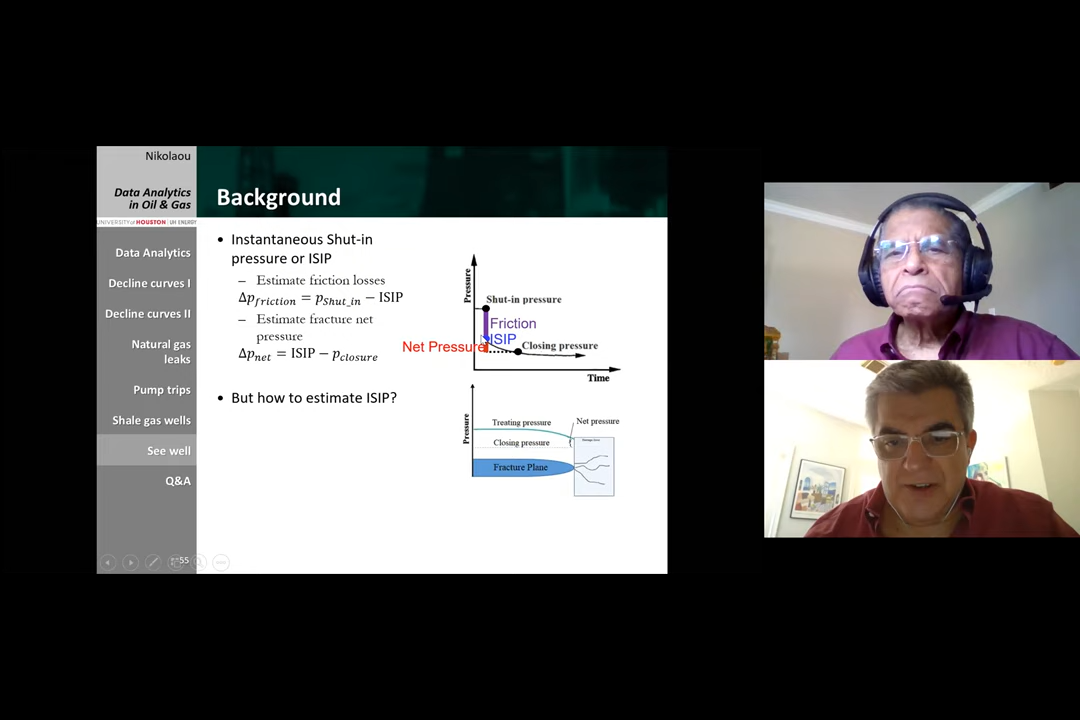 Nikolaou
Data Analytics
in Oil & Gas
UNIVERSITY of HOUSTON | UH ENERGY
Data Analytics
Decline curves I
Decline curves II
Natural gas
leaks
Pump trips
Shale gas wells
See well
Q&A
55
Background
• Instantaneous Shut-in
pressure or ISIP
– Estimate friction losses
Δp_friction = p_Shut_in − ISIP
– Estimate fracture net
pressure
Δp_net = ISIP − p_closure
• But how to estimate ISIP?
Pressure
Shut-in pressure
Friction
ISIP
Net Pressure
Closing pressure
Time
Pressure
Treating pressure
Net pressure
Closing pressure
Fracture Plane